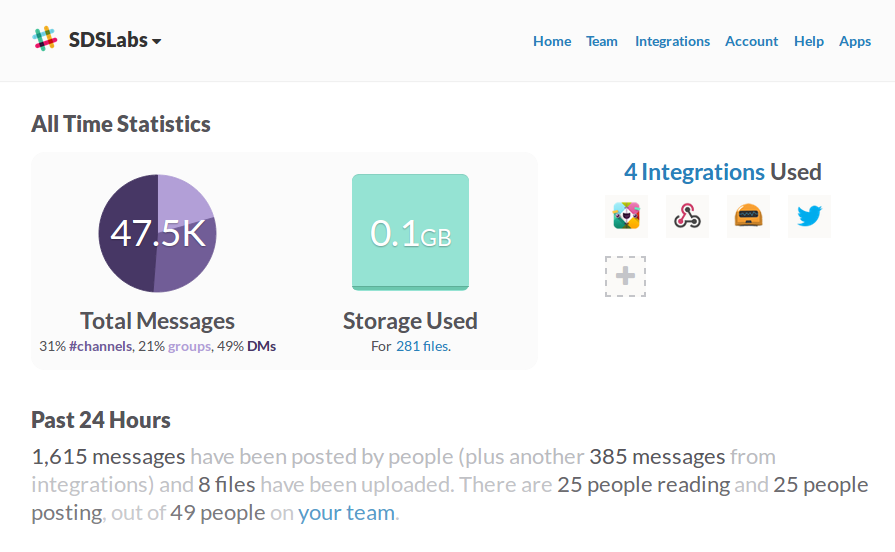 SDSLabs
Home Team Integrations Account Help Apps
All Time Statistics
4 Integrations Used
47.5K
0.1GB
Total Messages
31% #channels, 21% groups, 49% DMs
Storage Used
For 281 files.
Past 24 Hours
1,615 messages have been posted by people (plus another 385 messages from
integrations) and 8 files have been uploaded. There are 25 people reading and 25 people
posting, out of 49 people on your team.